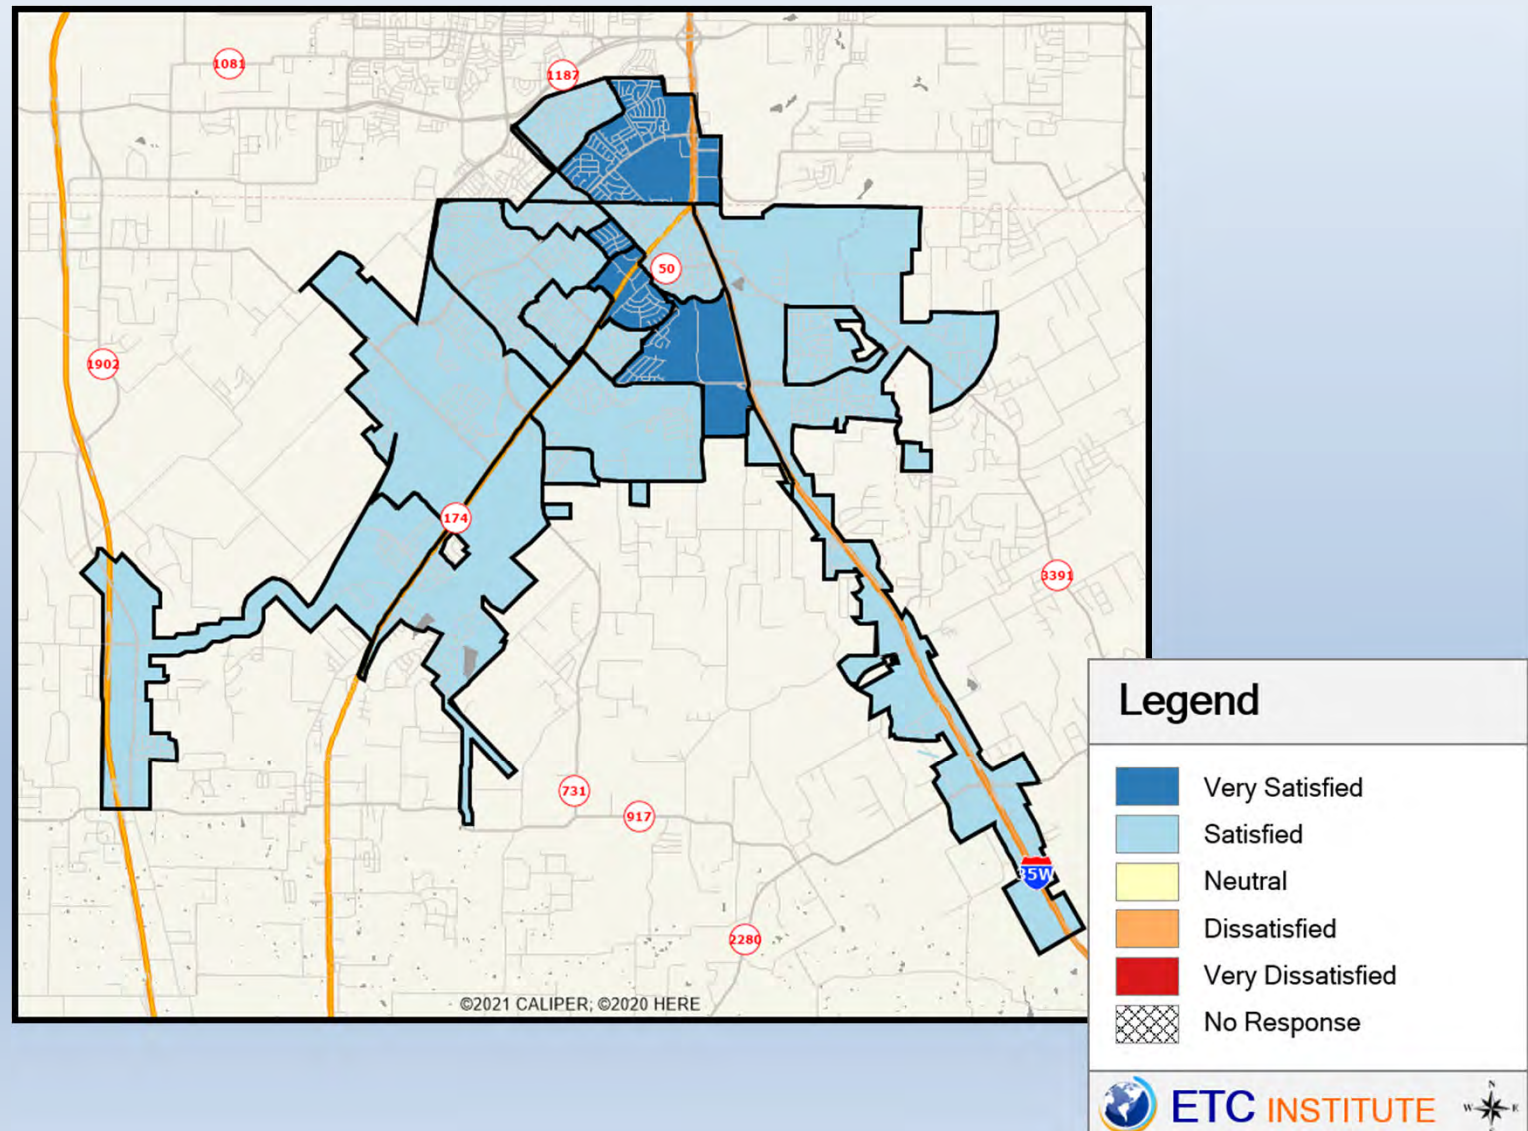 1081
1187
50
1902
174
3391
731
917
35W
2280
©2021 CALIPER; ©2020 HERE
Legend
Very Satisfied
Satisfied
Neutral
Dissatisfied
Very Dissatisfied
No Response
ETC INSTITUTE
N
W E